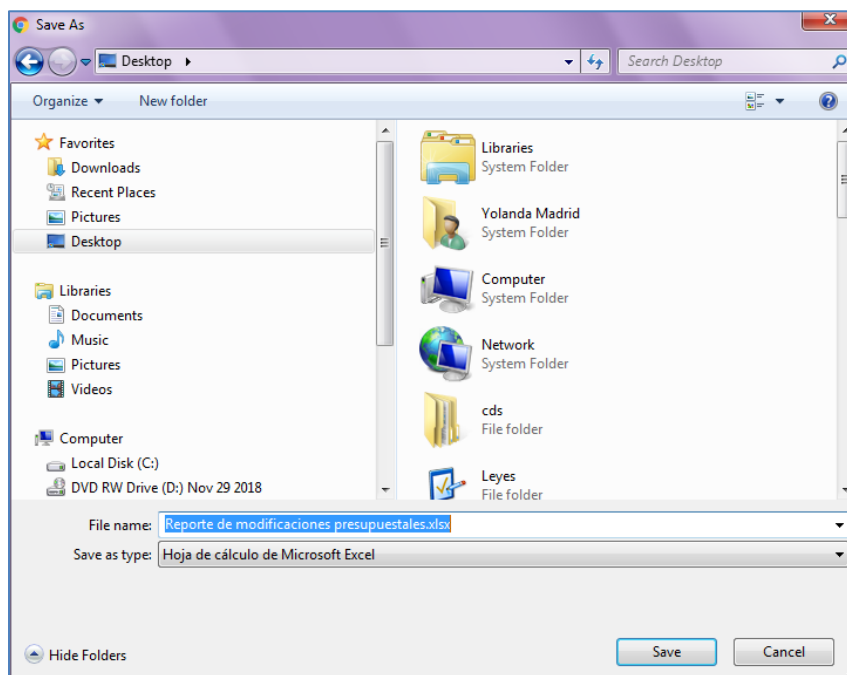 Save As
Desktop
Search Desktop
Organize
New folder
Favorites
Downloads
Recent Places
Pictures
Desktop
Libraries
Documents
Music
Pictures
Videos
Computer
Local Disk (C:)
DVD RW Drive (D:) Nov 29 2018
Libraries
System Folder
Yolanda Madrid
System Folder
Computer
System Folder
Network
System Folder
cds
File folder
Leyes
File folder
File name: Reporte de modificaciones presupuestales.xlsx
Save as type: Hoja de cálculo de Microsoft Excel
Hide Folders
Save
Cancel